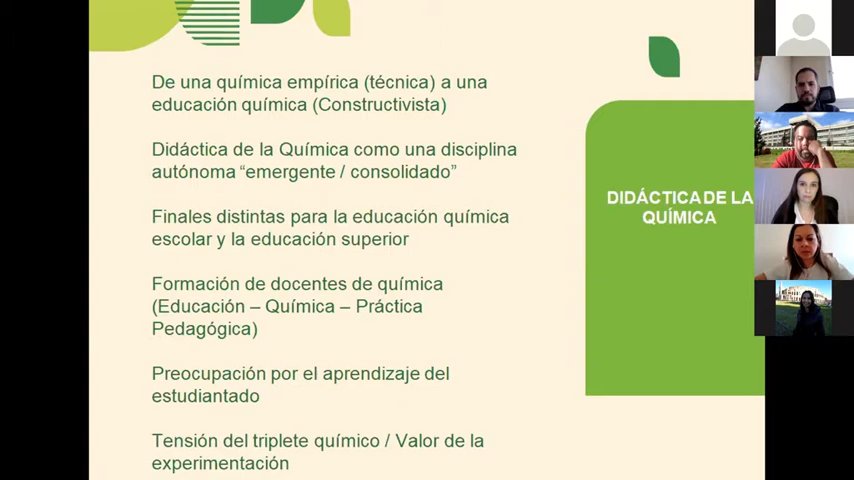 De una química empírica (técnica) a una
educación química (Constructivista)
Didáctica de la Química como una disciplina
autónoma “emergente / consolidado”
Finales distintas para la educación química
escolar y la educación superior
Formación de docentes de química
(Educación – Química – Práctica
Pedagógica)
Preocupación por el aprendizaje del
estudiantado
Tensión del triplete químico / Valor de la
experimentación
DIDÁCTICA DE LA
QUÍMICA